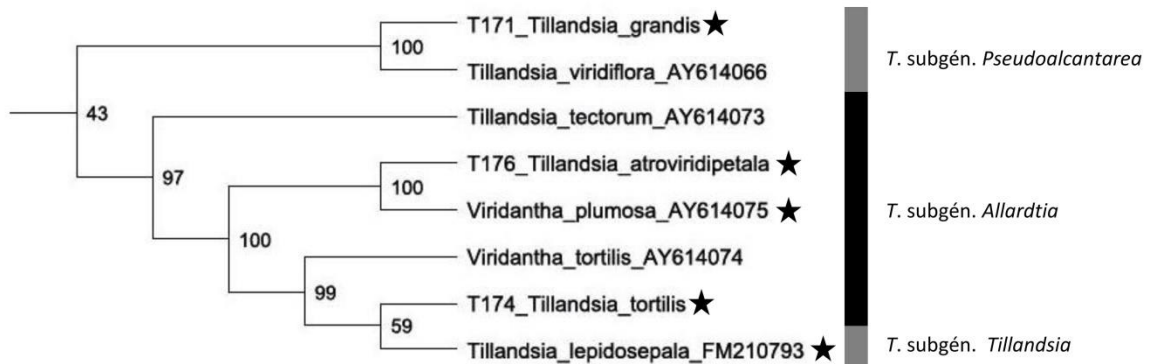 T171_Tillandsia_grandis
100
Tillandsia_viridiflora_AY614066
T. subgén. Pseudoalcantarea
43
Tillandsia_tectorum_AY614073
97
T176_Tillandsia_atroviridipetala
100
Viridantha_plumosa_AY614075
T. subgén. Allardtia
100
Viridantha_tortilis_AY614074
99
T174_Tillandsia_tortilis
59
Tillandsia_lepidosepala_FM210793
T. subgén. Tillandsia